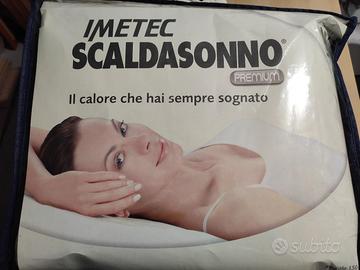 IMETEC
SCALDASONNO®
PREMIUM
Il calore che hai sempre sognato
subito